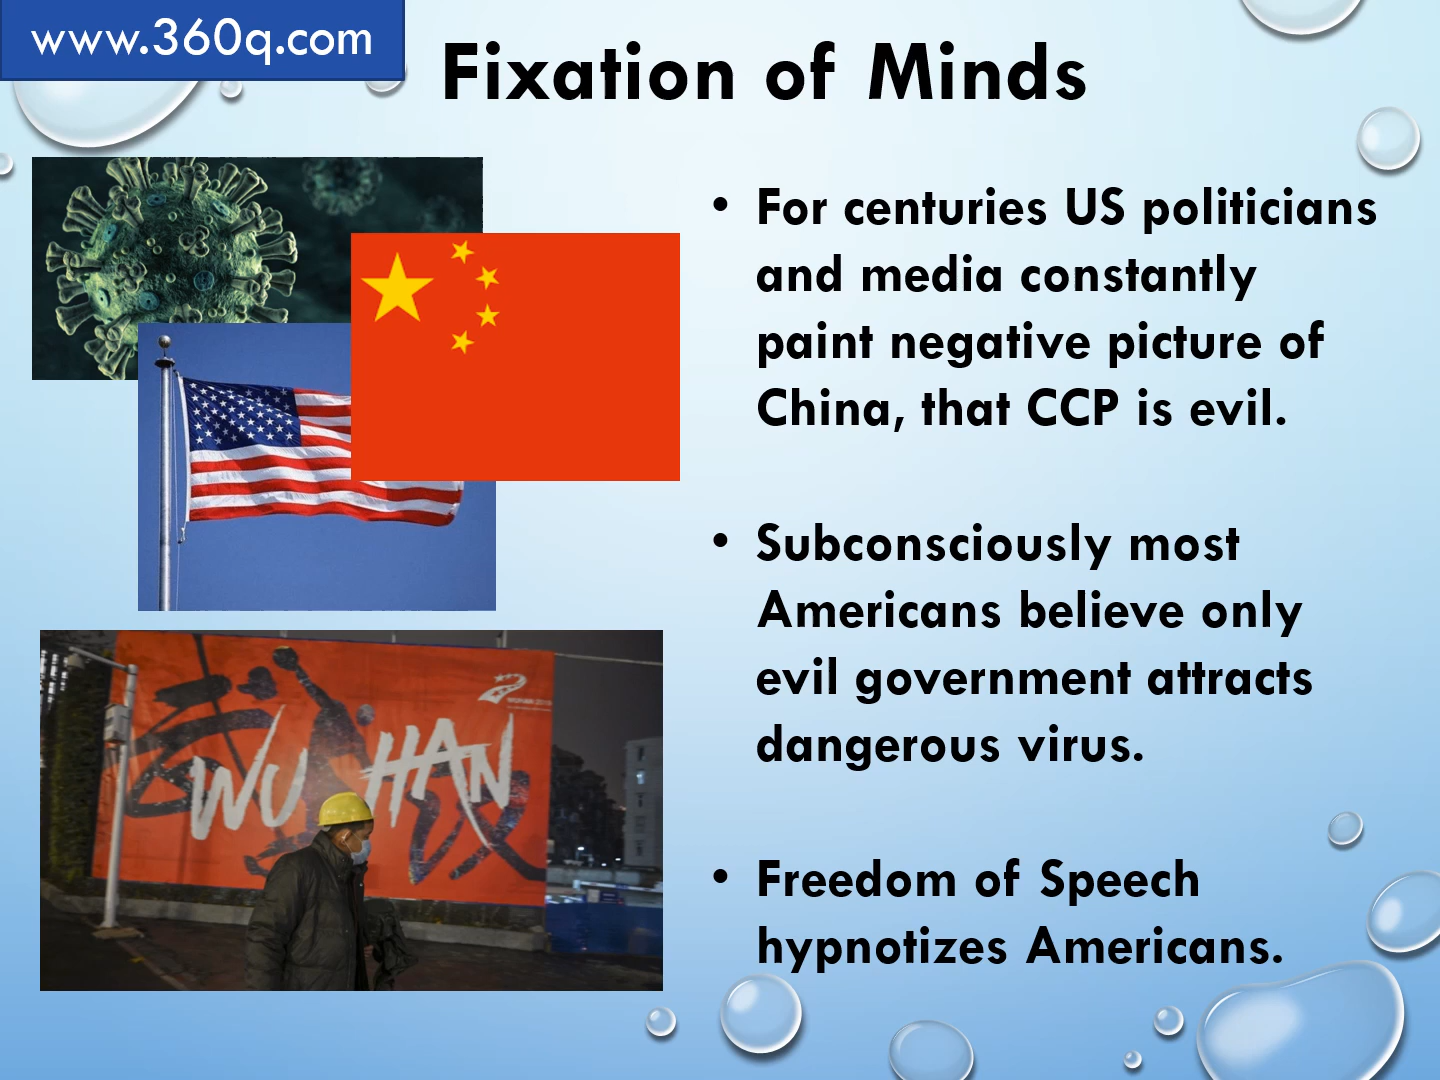 www.360q.com
Fixation of Minds
• For centuries US politicians
and media constantly
paint negative picture of
China, that CCP is evil.
• Subconsciously most
Americans believe only
evil government attracts
dangerous virus.
• Freedom of Speech
hypnotizes Americans.
WUHAN
WUHAN 2019